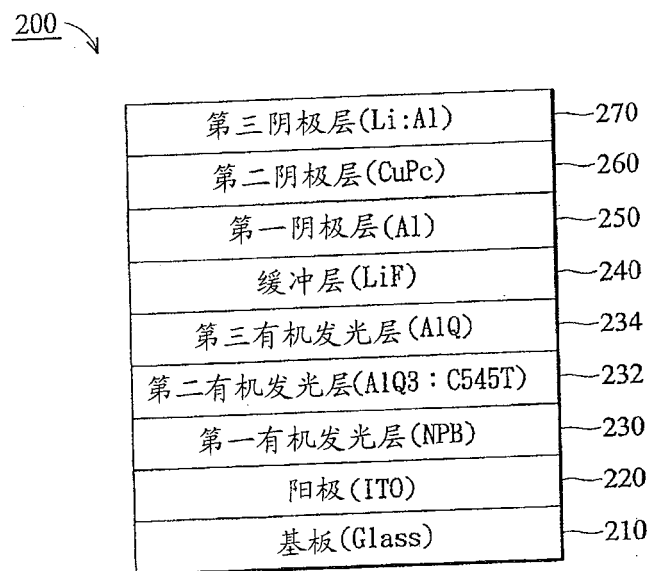 200
第三阴极层(Li:Al) 270
第二阴极层(CuPc) 260
第一阴极层(Al) 250
缓冲层(LiF) 240
第三有机发光层(AlQ) 234
第二有机发光层(AlQ3：C545T) 232
第一有机发光层(NPB) 230
阳极(ITO) 220
基板(Glass) 210